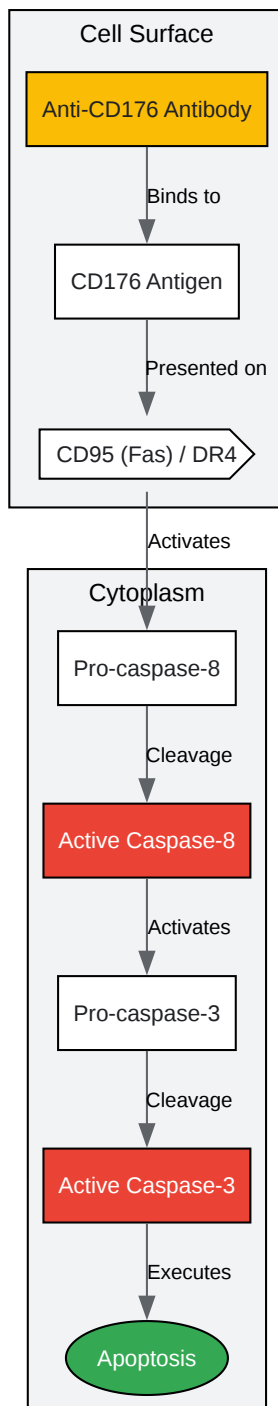 Cell Surface
Anti-CD176 Antibody
Binds to
CD176 Antigen
Presented on
CD95 (Fas) / DR4
Activates
Cytoplasm
Pro-caspase-8
Cleavage
Active Caspase-8
Activates
Pro-caspase-3
Cleavage
Active Caspase-3
Executes
Apoptosis